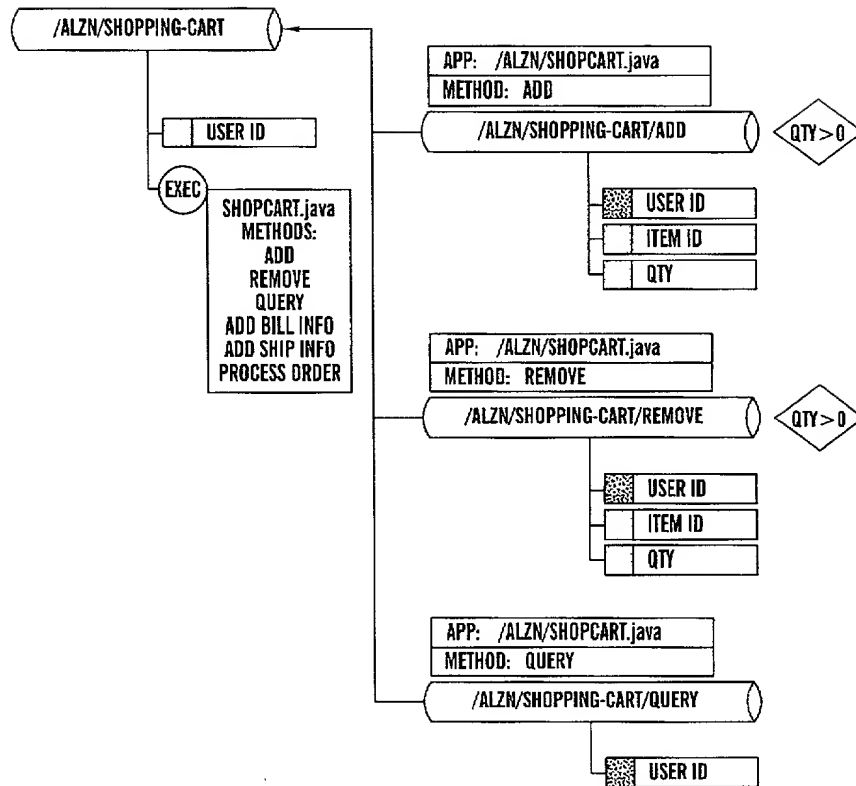 /ALZN/SHOPPING-CART
USER ID
EXEC
SHOPCART.java
METHODS:
ADD
REMOVE
QUERY
ADD BILL INFO
ADD SHIP INFO
PROCESS ORDER
APP: /ALZN/SHOPCART.java
METHOD: ADD
/ALZN/SHOPPING-CART/ADD
QTY>0
USER ID
ITEM ID
QTY
APP: /ALZN/SHOPCART.java
METHOD: REMOVE
/ALZN/SHOPPING-CART/REMOVE
QTY>0
USER ID
ITEM ID
QTY
APP: /ALZN/SHOPCART.java
METHOD: QUERY
/ALZN/SHOPPING-CART/QUERY
USER ID